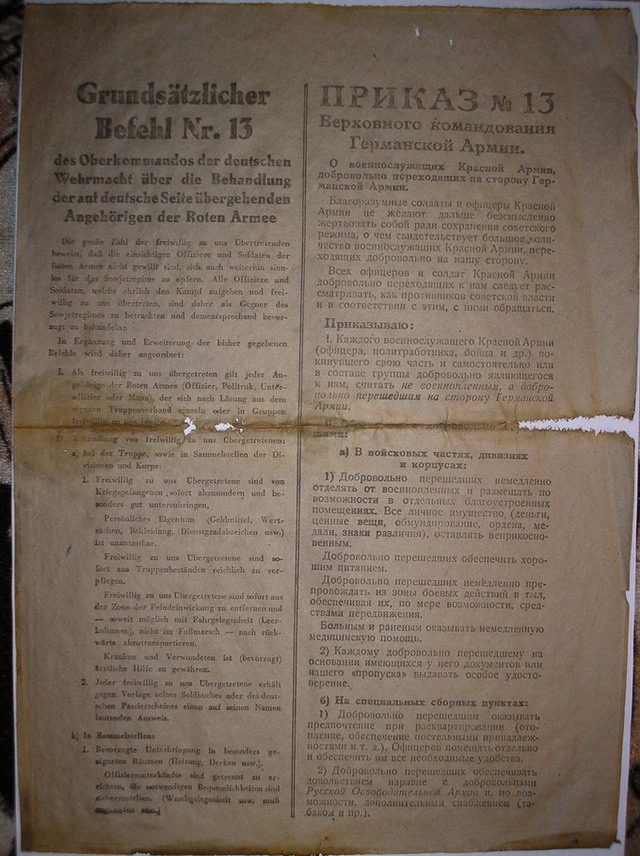 Grundsätzlicher
Befehl Nr. 13
des Oberkommandos der deutschen
Wehrmacht über die Behandlung
der auf deutsche Seite übergehenden
Angehörigen der Roten Armee
Die große Zahl der freiwillig zu uns Übertretenden
beweist, daß die einsichtigen Offiziere und Soldaten der
Roten Armee nicht gewillt sind, sich auch weiterhin sinn-
los für das Sowjetregime zu opfern. Alle Offiziere und
Soldaten, welche ehrlich den Kampf aufgeben und frei-
willig zu uns übertreten, sind daher als Gegner des
Sowjetregimes zu betrachten und dementsprechend bevor-
zugt zu behandeln:
In Ergänzung und Erweiterung der bisher gegebenen
Befehle wird daher angeordnet:
I. Als freiwillig zu uns übergetreten gilt jeder An-
gehörige der Roten Armee (Offizier, Politruk, Unter-
offizier oder Mann), der sich nach Lösung aus dem
eigenen Truppenverband einzeln oder in Gruppen
freiwillig zu uns begibt.
II. Behandlung von freiwillig zu uns Übergetretenen:
a) Bei der Truppe, sowie in Sammelstellen der Di-
visionen und Korps:
1. Freiwillig zu uns Übergetretene sind von
Kriegsgefangenen sofort abzusondern und be-
sonders gut unterzubringen.
Persönliches Eigentum (Geldmittel, Wert-
sachen, Bekleidung, Dienstgradabzeichen usw.)
ist unantastbar.
Freiwillig zu uns Übergetretene sind so-
fort aus Truppenbeständen reichlich zu ver-
pflegen.
Freiwillig zu uns Übergetretene sind sofort aus
der Zone der Feindeinwirkung zu entfernen und
— soweit möglich mit Fahrgelegenheit (Leer-
kolonnen), nicht im Fußmarsch — nach rück-
wärts abzutransportieren.
Kranken und Verwundeten ist (bevorzugt)
ärztliche Hilfe zu gewähren.
2. Jeder freiwillig zu uns Übergetretene erhält
gegen Vorlage seines Soldbuches oder des deut-
schen Passierscheines einen auf seinen Namen
lautenden Ausweis.
b) In Sammelstellen:
1. Bevorzugte Unterbringung in besonders ge-
eigneten Räumen (Heizung, Decken usw.).
Offiziersunterkünfte sind getrennt zu er-
richten, die notwendigen Bequemlichkeiten sind
sicherzustellen. (Waschgelegenheit usw. muß
ПРИКАЗ № 13
Верховного командования
Германской Армии.
О военнослужащих Красной Армии,
добровольно переходящих на сторону Гер-
манской Армии.
Благоразумные солдаты и офицеры Красной
Армии не желают дальше бессмысленно
жертвовать собой ради сохранения советского
режима, о чем свидетельствует большое коли-
чество военнослужащих Красной Армии, пере-
ходящих добровольно на нашу сторону.
Всех офицеров и солдат Красной Армии
добровольно переходящих к нам следует рас-
сматривать, как противников советской власти
и в соответствии с этим, с ними обращаться.
Приказываю:
I. Каждого военнослужащего Красной Армии
(офицера, политработника, бойца и др.) по-
кинувшего свою часть и самостоятельно или
в составе группы добровольно являющегося
к нам, считать не военнопленным, а добро-
вольно перешедшим на сторону Германской
Армии.
а) В войсковых частях, дивизиях
и корпусах:
1) Добровольно перешедших немедленно
отделять от военнопленных и размещать по
возможности в отдельных благоустроенных
помещениях. Все личное имущество (деньги,
ценные вещи, обмундирование, ордена, ме-
дали, знаки различия), оставлять неприкосно-
венным.
Добровольно перешедших обеспечить хоро-
шим питанием.
Добровольно перешедших немедленно пре-
провождать из зоны боевых действий в тыл,
обеспечивая их, по мере возможности, сред-
ствами передвижения.
Больным и раненым оказывать немедленную
медицинскую помощь.
2) Каждому добровольно перешедшему на
основании имеющихся у него документов или
нашего «пропуска» выдавать особое удосто-
верение.
б) На специальных сборных пунктах:
1) Добровольно перешедшим оказывать
предпочтение при расквартировании (ото-
пление, обеспечение постельными принадлеж-
ностями и т. д.). Офицеров помещать отдельно
и обеспечить им все необходимые удобства.
2) Добровольно перешедших обеспечивать
довольствием наравне с добровольцами
Русской Освободительной Армии и, по воз-
можности, дополнительным снабжением (та-
баком и пр.).